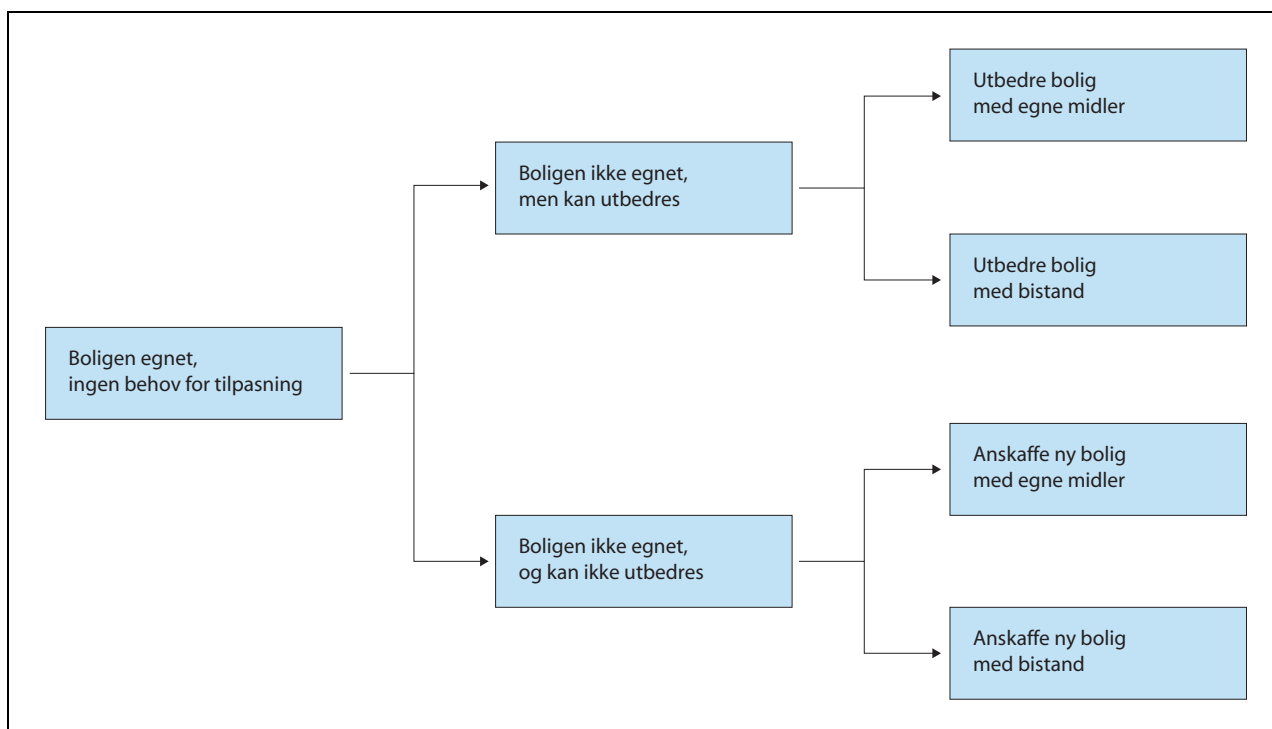 Boligen egnet,
ingen behov for tilpasning
Boligen ikke egnet,
men kan utbedres
Utbedre bolig
med egne midler
Utbedre bolig
med bistand
Boligen ikke egnet,
og kan ikke utbedres
Anskaffe ny bolig
med egne midler
Anskaffe ny bolig
med bistand